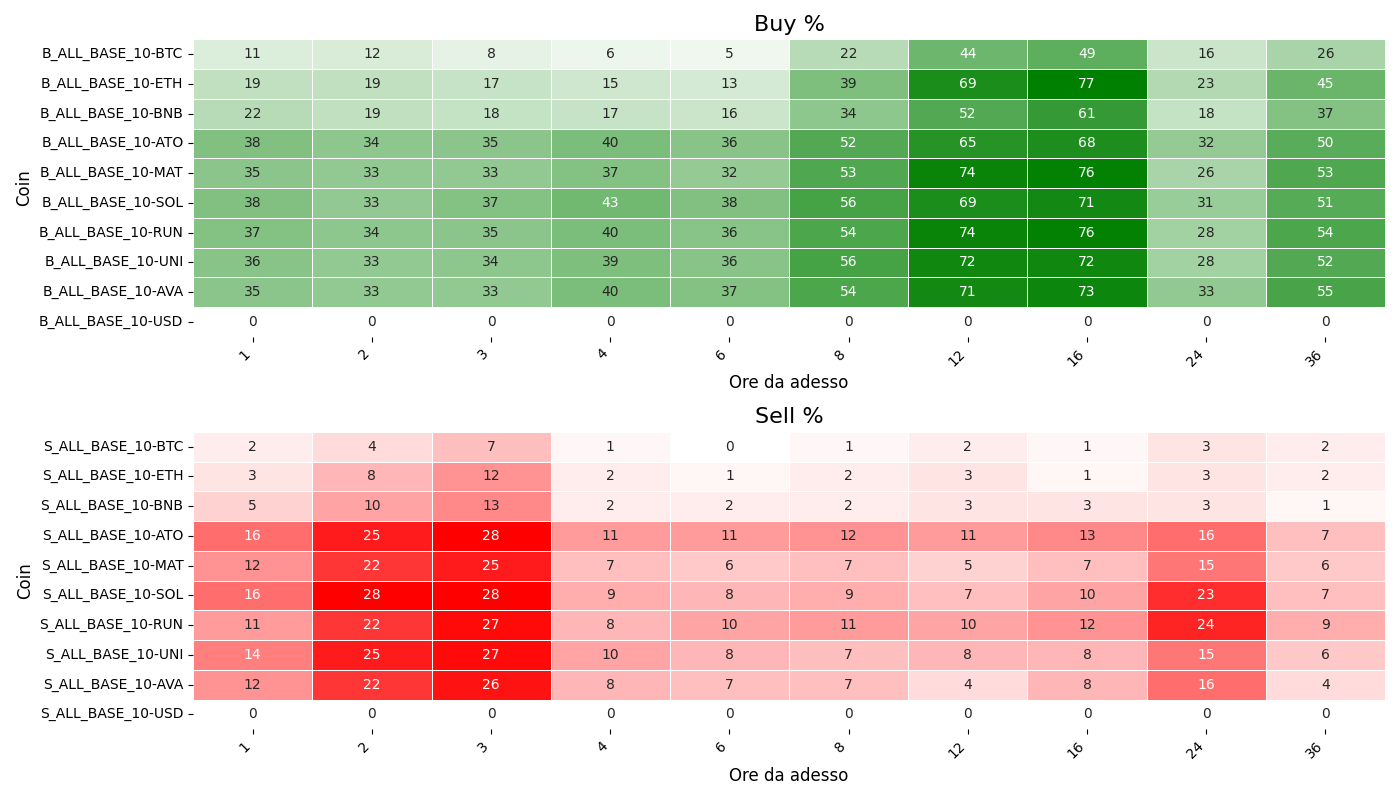 Buy %
B_ALL_BASE_10-BTC 11 12 8 6 5 22 44 49 16 26
B_ALL_BASE_10-ETH 19 19 17 15 13 39 69 77 23 45
B_ALL_BASE_10-BNB 22 19 18 17 16 34 52 61 18 37
B_ALL_BASE_10-ATO 38 34 35 40 36 52 65 68 32 50
B_ALL_BASE_10-MAT 35 33 33 37 32 53 74 76 26 53
B_ALL_BASE_10-SOL 38 33 37 43 38 56 69 71 31 51
B_ALL_BASE_10-RUN 37 34 35 40 36 54 74 76 28 54
B_ALL_BASE_10-UNI 36 33 34 39 36 56 72 72 28 52
B_ALL_BASE_10-AVA 35 33 33 40 37 54 71 73 33 55
B_ALL_BASE_10-USD 0 0 0 0 0 0 0 0 0 0
Coin
1 2 3 4 6 8 12 16 24 36
Ore da adesso
Sell %
S_ALL_BASE_10-BTC 2 4 7 1 0 1 2 1 3 2
S_ALL_BASE_10-ETH 3 8 12 2 1 2 3 1 3 2
S_ALL_BASE_10-BNB 5 10 13 2 2 2 3 3 3 1
S_ALL_BASE_10-ATO 16 25 28 11 11 12 11 13 16 7
S_ALL_BASE_10-MAT 12 22 25 7 6 7 5 7 15 6
S_ALL_BASE_10-SOL 16 28 28 9 8 9 7 10 23 7
S_ALL_BASE_10-RUN 11 22 27 8 10 11 10 12 24 9
S_ALL_BASE_10-UNI 14 25 27 10 8 7 8 8 15 6
S_ALL_BASE_10-AVA 12 22 26 8 7 7 4 8 16 4
S_ALL_BASE_10-USD 0 0 0 0 0 0 0 0 0 0
Coin
1 2 3 4 6 8 12 16 24 36
Ore da adesso